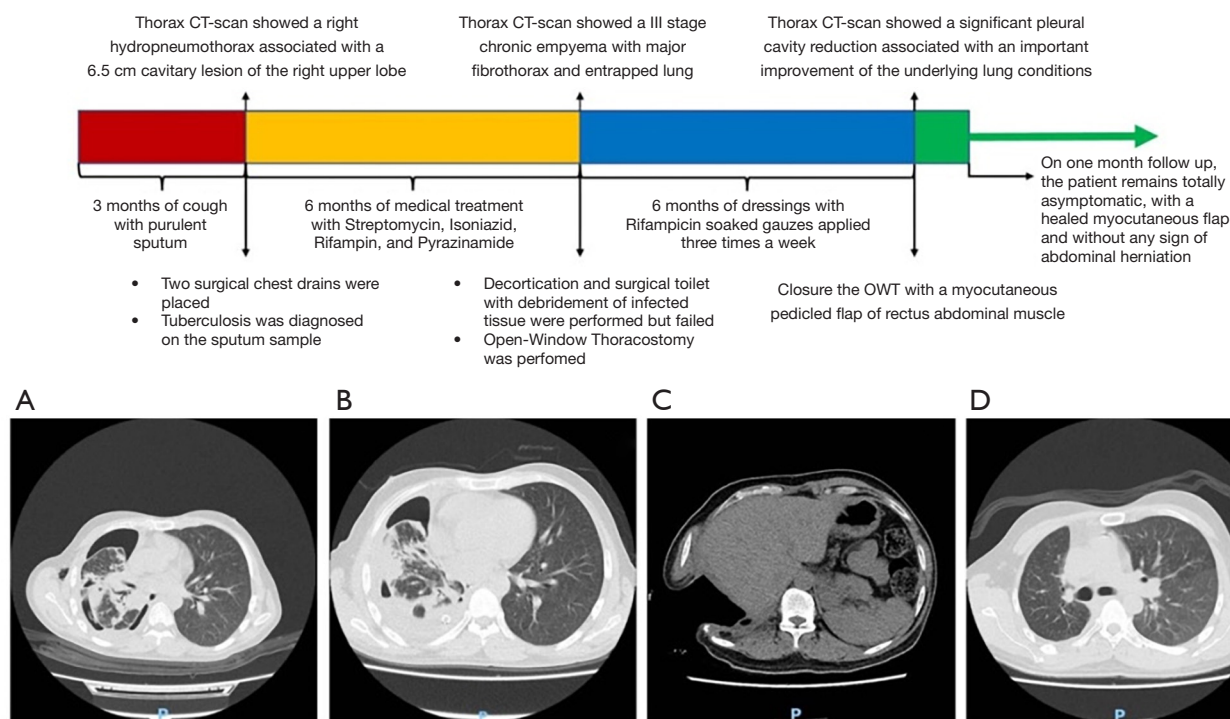 Thorax CT-scan showed a right
hydropneumothorax associated with a
6.5 cm cavitary lesion of the right upper lobe
Thorax CT-scan showed a III stage
chronic empyema with major
fibrothorax and entrapped lung
Thorax CT-scan showed a significant pleural
cavity reduction associated with an important
improvement of the underlying lung conditions
3 months of cough
with purulent
sputum
6 months of medical treatment
with Streptomycin, Isoniazid,
Rifampin, and Pyrazinamide
6 months of dressings with
Rifampicin soaked gauzes applied
three times a week
On one month follow up,
the patient remains totally
asymptomatic, with a
healed myocutaneous flap
and without any sign of
abdominal herniation
• Two surgical chest drains were
placed
• Tuberculosis was diagnosed
on the sputum sample
• Decortication and surgical toilet
with debridement of infected
tissue were performed but failed
• Open-Window Thoracostomy
was perfomed
Closure the OWT with a myocutaneous
pedicled flap of rectus abdominal muscle
A
B
C
D
P
P
P
P